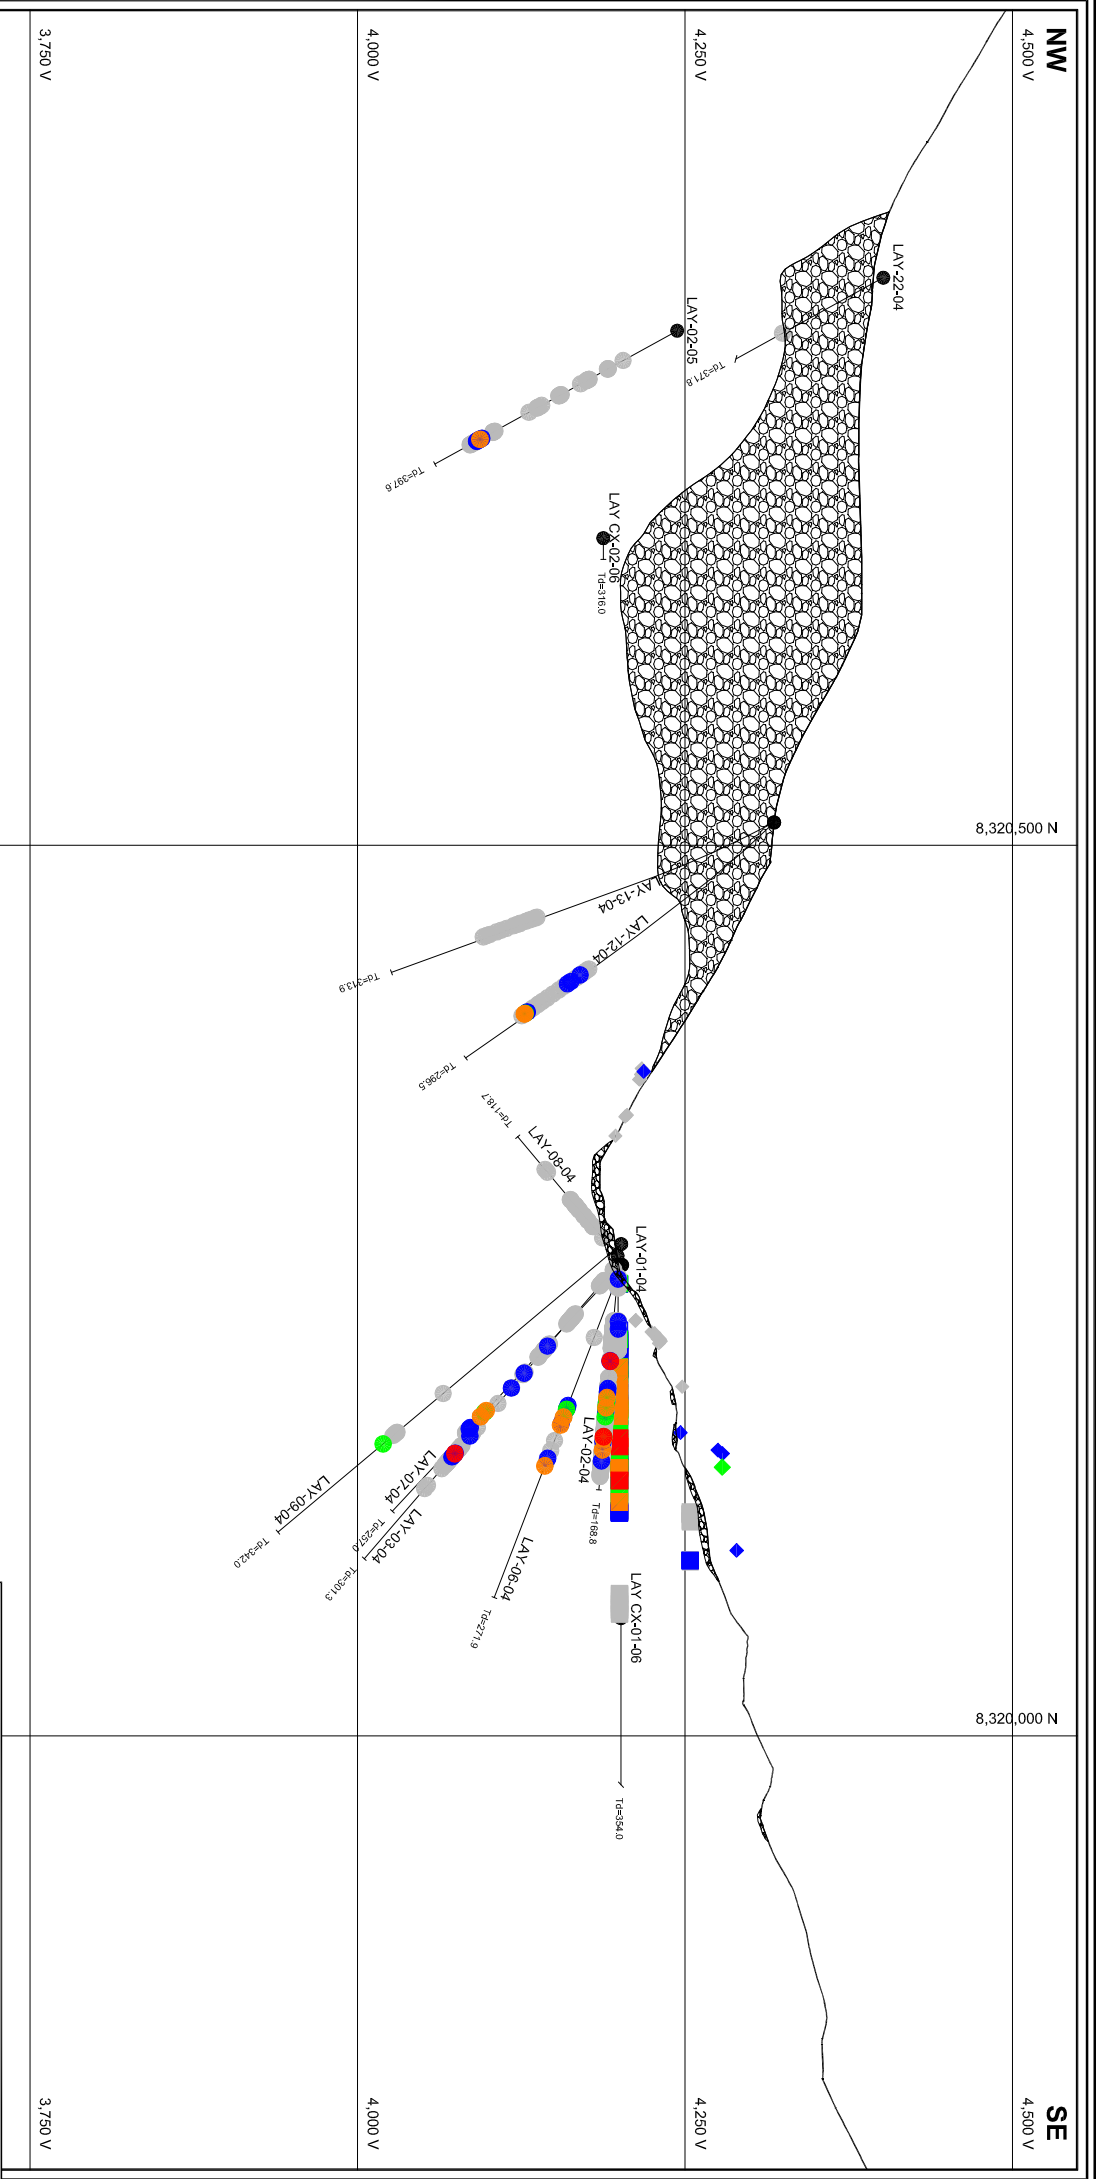 NW
4,500 V
4,250 V
4,000 V
3,750 V
LAY-22-04
Td=371.8
LAY-02-05
Td=397.6
LAY CX-02-06
Td=316.0
8,320,500 N
LAY-13-04
Td=313.9
LAY-12-04
Td=296.5
LAY-08-04
Td=118.7
LAY-01-04
LAY-02-04
Td=168.8
LAY-09-04
Td=342.0
LAY-07-04
Td=257.0
LAY-03-04
Td=301.3
LAY-06-04
Td=271.9
LAY CX-01-06
Td=354.0
8,320,000 N
SE
4,500 V
4,250 V
4,000 V
3,750 V